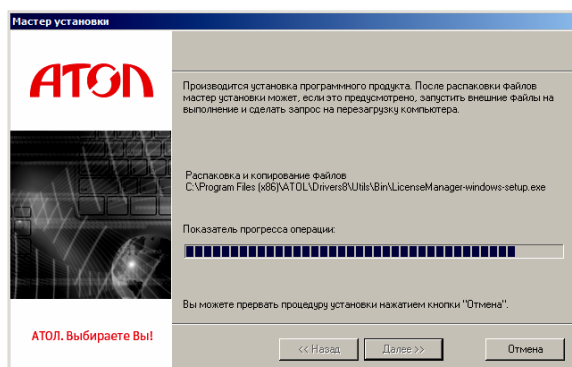 Мастер установки
АТОЛ
Производится установка программного продукта. После распаковки файлов
мастер установки может, если это предусмотрено, запустить внешние файлы на
выполнение и сделать запрос на перезагрузку компьютера.
Распаковка и копирование файлов
C:\Program Files (x86)\ATOL\Drivers8\Utils\Bin\LicenseManager-windows-setup.exe
Показатель прогресса операции:
Вы можете прервать процедуру установки нажатием кнопки "Отмена".
АТОЛ. Выбираете Вы!
<< Назад
Далее >>
Отмена